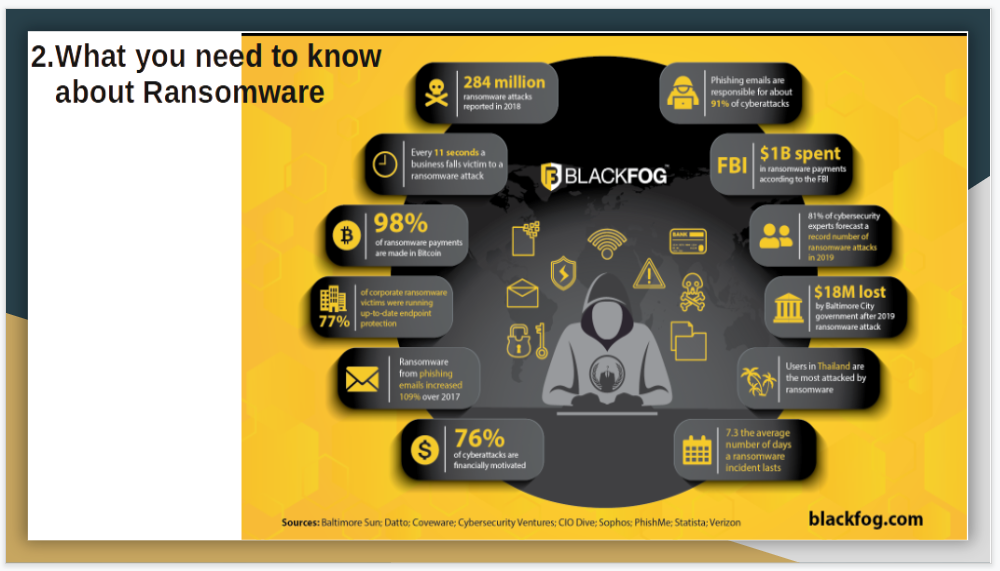 2.What you need to know
about Ransomware
284 million
ransomware attacks
reported in 2018
Phishing emails are
responsible for about
91% of cyberattacks
Every 11 seconds a
business falls victim to a
ransomware attack
BLACKFOG
FBI
$1B spent
in ransomware payments
according to the FBI
98%
of ransomware payments
are made in Bitcoin
BANK
81% of cybersecurity
experts forecast a
record number of
ransomware attacks
in 2019
77%
of corporate ransomware
victims were running
up-to-date endpoint
protection
$18M lost
by Baltimore City
government after 2019
ransomware attack
Ransomware
from phishing
emails increased
109% over 2017
Users in Thailand are
the most attacked by
ransomware
$
76%
of cyberattacks are
financially motivated
7.3 the average
number of days
a ransomware
incident lasts
Sources: Baltimore Sun; Datto; Coveware; Cybersecurity Ventures; CIO Dive; Sophos; PhishMe; Statista; Verizon
blackfog.com